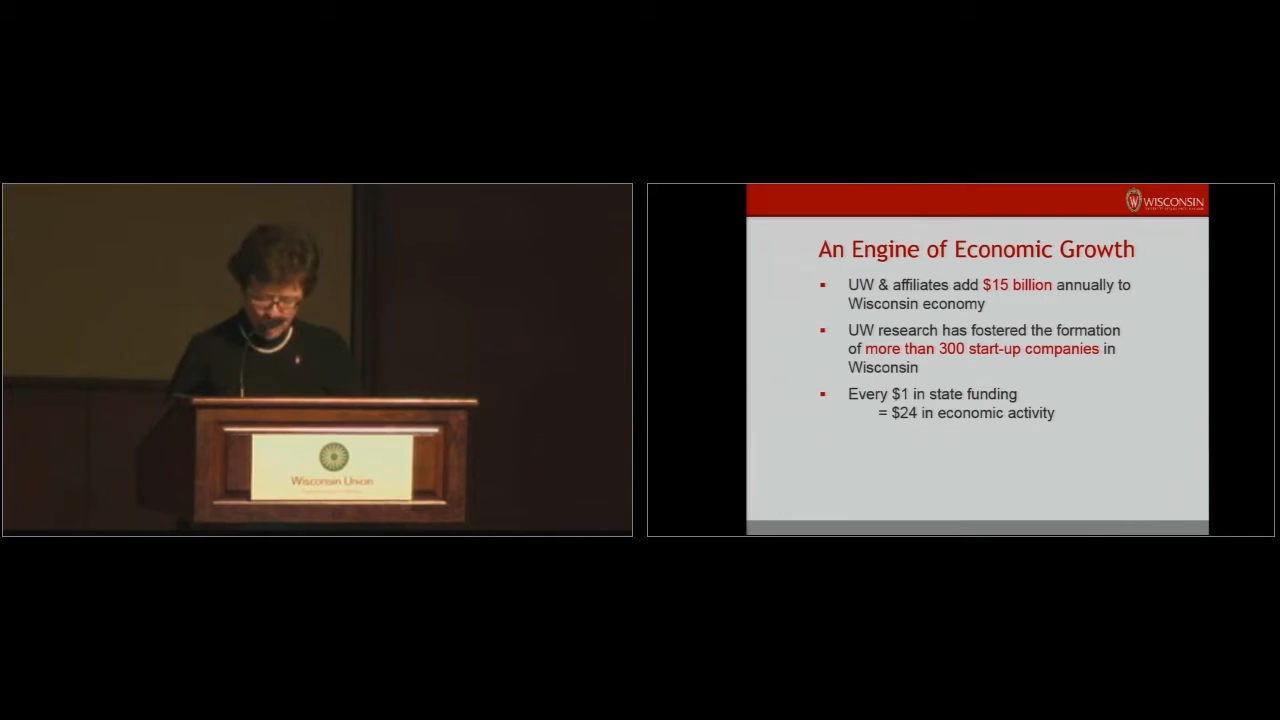 Wisconsin Union
WISCONSIN
An Engine of Economic Growth
▪ UW & affiliates add $15 billion annually to
Wisconsin economy
▪ UW research has fostered the formation
of more than 300 start-up companies in
Wisconsin
▪ Every $1 in state funding
= $24 in economic activity